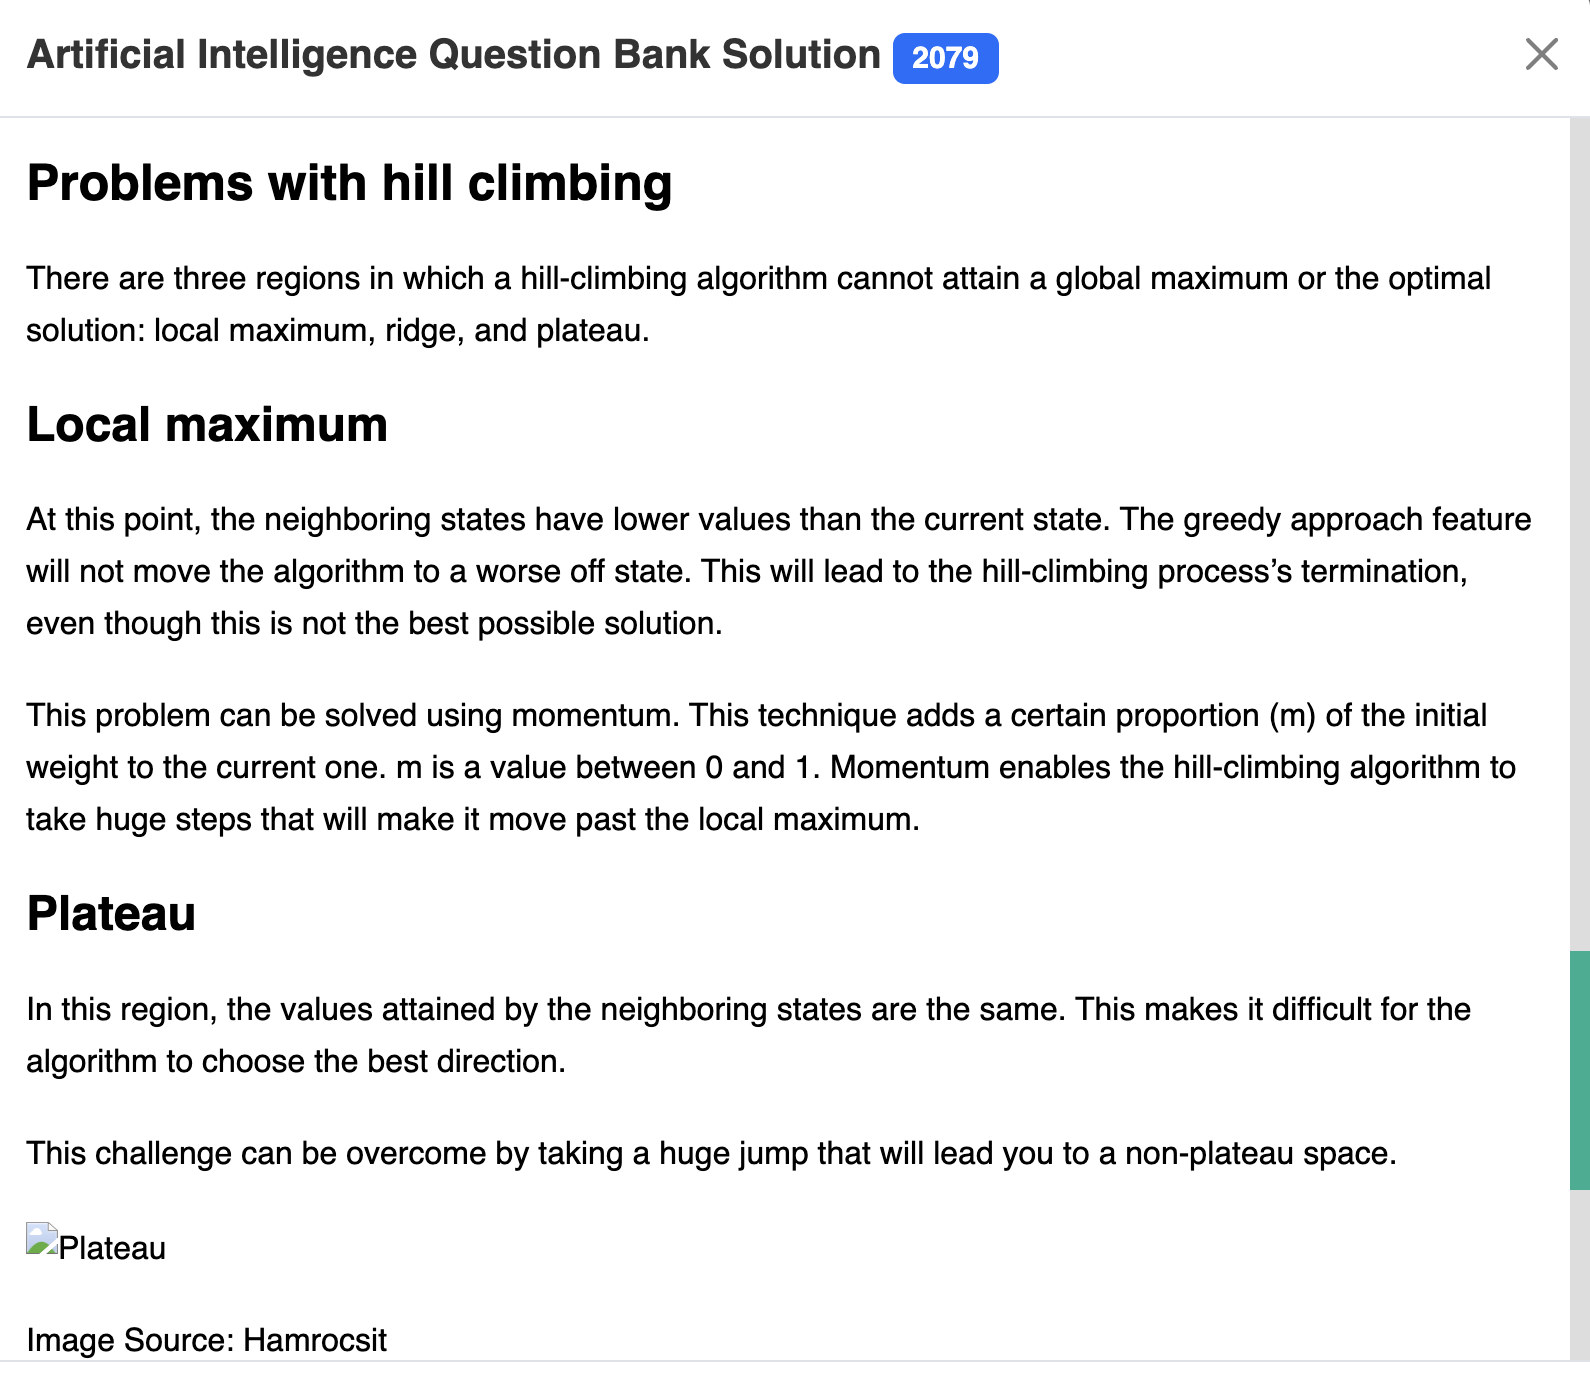 Artificial Intelligence Question Bank Solution 2079
Problems with hill climbing
There are three regions in which a hill-climbing algorithm cannot attain a global maximum or the optimal
solution: local maximum, ridge, and plateau.
Local maximum
At this point, the neighboring states have lower values than the current state. The greedy approach feature
will not move the algorithm to a worse off state. This will lead to the hill-climbing process’s termination,
even though this is not the best possible solution.
This problem can be solved using momentum. This technique adds a certain proportion (m) of the initial
weight to the current one. m is a value between 0 and 1. Momentum enables the hill-climbing algorithm to
take huge steps that will make it move past the local maximum.
Plateau
In this region, the values attained by the neighboring states are the same. This makes it difficult for the
algorithm to choose the best direction.
This challenge can be overcome by taking a huge jump that will lead you to a non-plateau space.
Plateau
Image Source: Hamrocsit